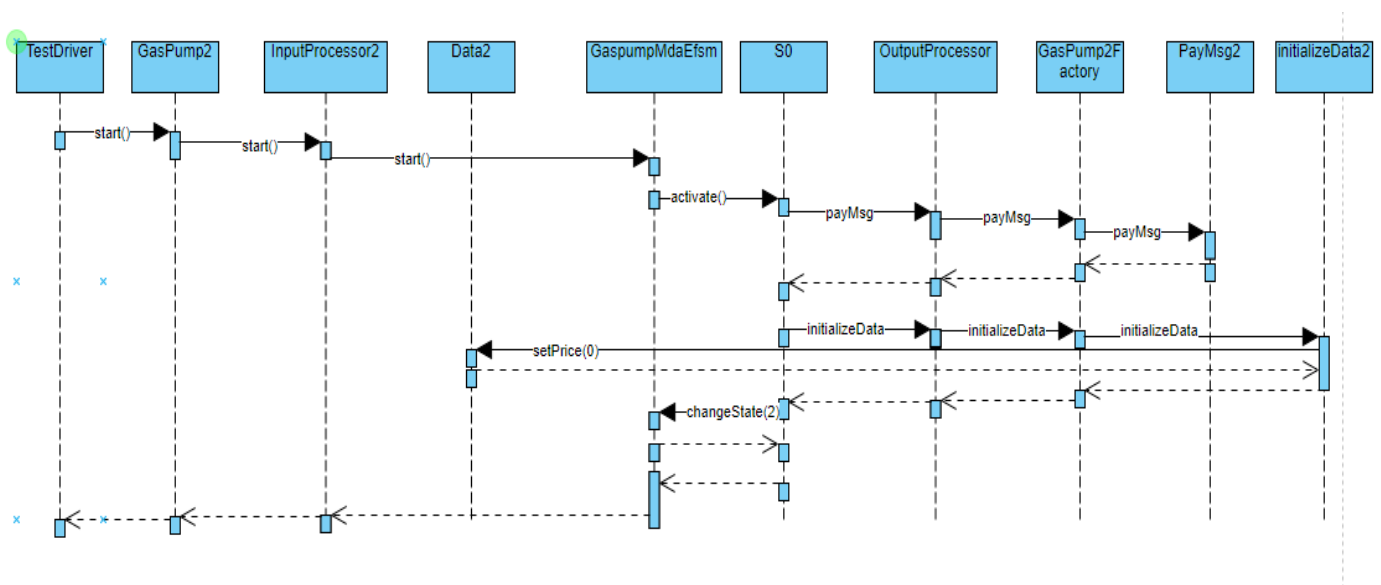 TestDriver
GasPump2
InputProcessor2
Data2
GaspumpMdaEfsm
S0
OutputProcessor
GasPump2F
actory
PayMsg2
initializeData2
start()
start()
start()
activate()
payMsg
payMsg
payMsg
initializeData
initializeData
initializeData
setPrice(0)
changeState(2)